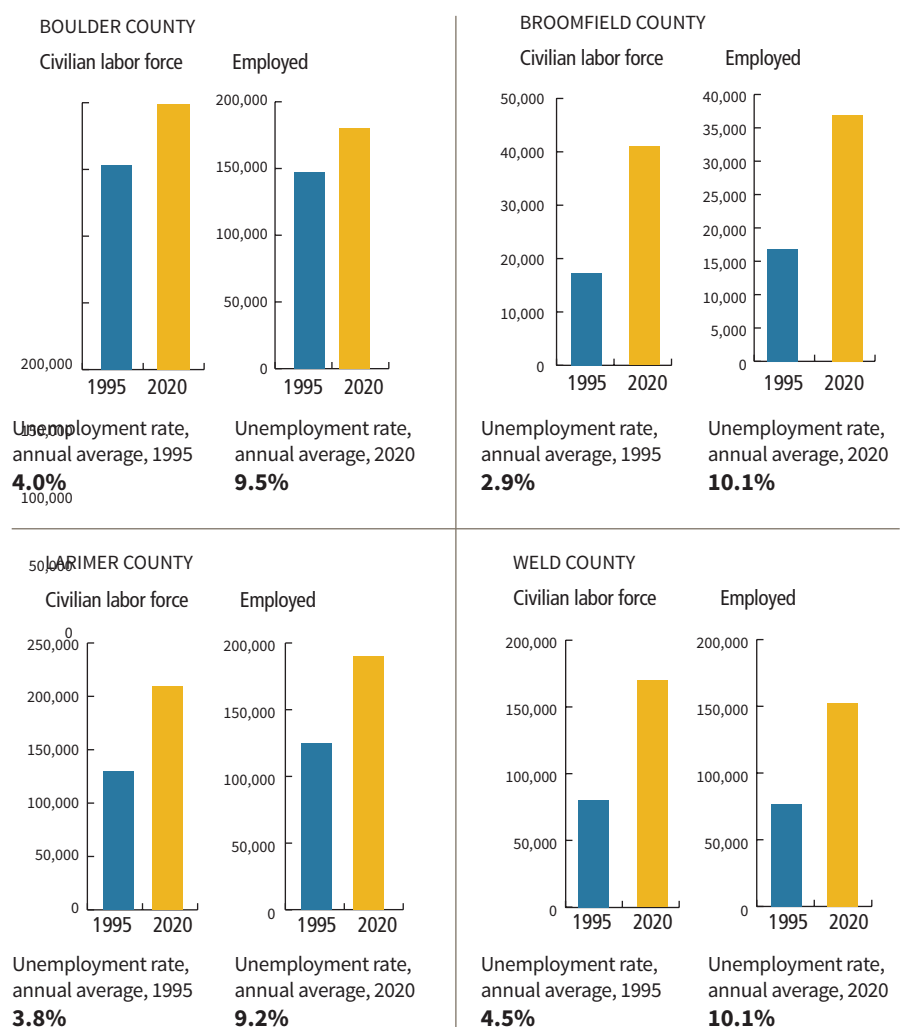 BOULDER COUNTY
Civilian labor force
Employed
200,000
150,000
100,000
50,000
0
200,000
150,000
100,000
50,000
0
1995 2020
1995 2020
Unemployment rate,
annual average, 1995
4.0%
Unemployment rate,
annual average, 2020
9.5%
BROOMFIELD COUNTY
Civilian labor force
Employed
50,000
40,000
30,000
20,000
10,000
0
40,000
35,000
30,000
25,000
20,000
15,000
10,000
5,000
0
1995 2020
1995 2020
Unemployment rate,
annual average, 1995
2.9%
Unemployment rate,
annual average, 2020
10.1%
LARIMER COUNTY
Civilian labor force
Employed
250,000
200,000
150,000
100,000
50,000
0
200,000
150,000
100,000
50,000
0
1995 2020
1995 2020
Unemployment rate,
annual average, 1995
3.8%
Unemployment rate,
annual average, 2020
9.2%
WELD COUNTY
Civilian labor force
Employed
200,000
150,000
100,000
50,000
0
200,000
150,000
100,000
50,000
0
1995 2020
1995 2020
Unemployment rate,
annual average, 1995
4.5%
Unemployment rate,
annual average, 2020
10.1%